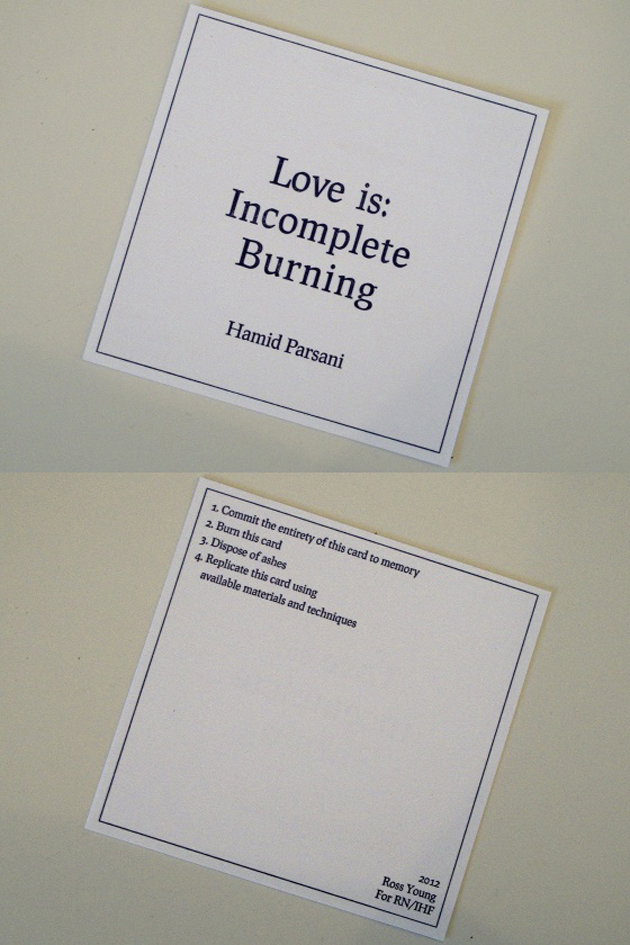 Love is:
Incomplete
Burning
Hamid Parsani
1. Commit the entirety of this card to memory
2. Burn this card
3. Dispose of ashes
4. Replicate this card using
available materials and techniques
2012
Ross Young
For RN/IHF